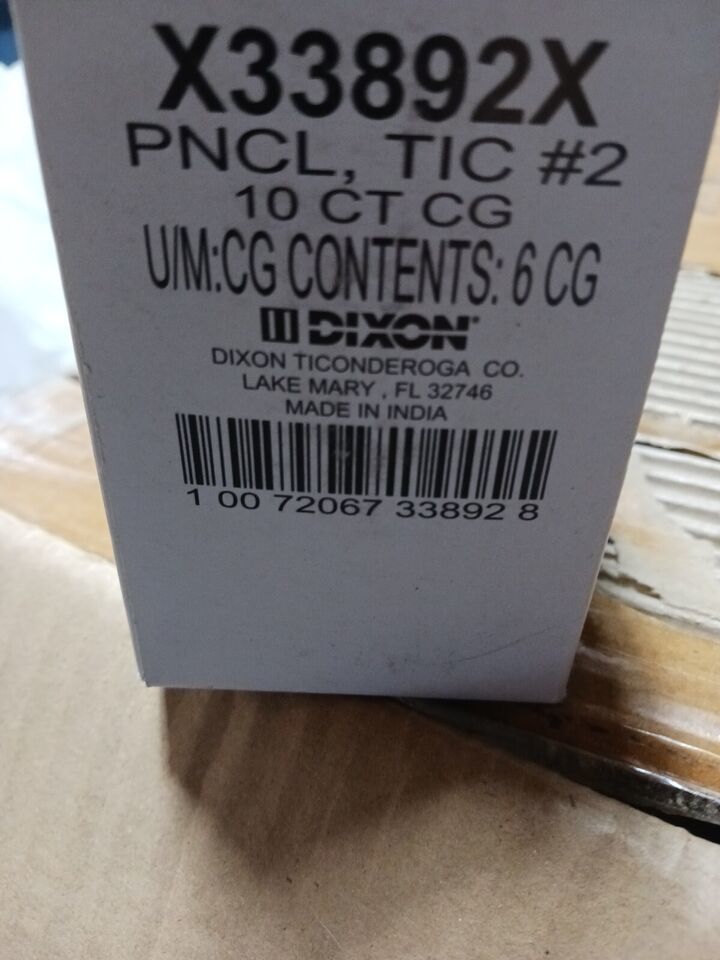 X33892X
PNCL, TIC #2
10 CT CG
U/M:CG CONTENTS: 6 CG
DIXON®
DIXON TICONDEROGA CO.
LAKE MARY , FL 32746
MADE IN INDIA
1 00 72067 33892 8